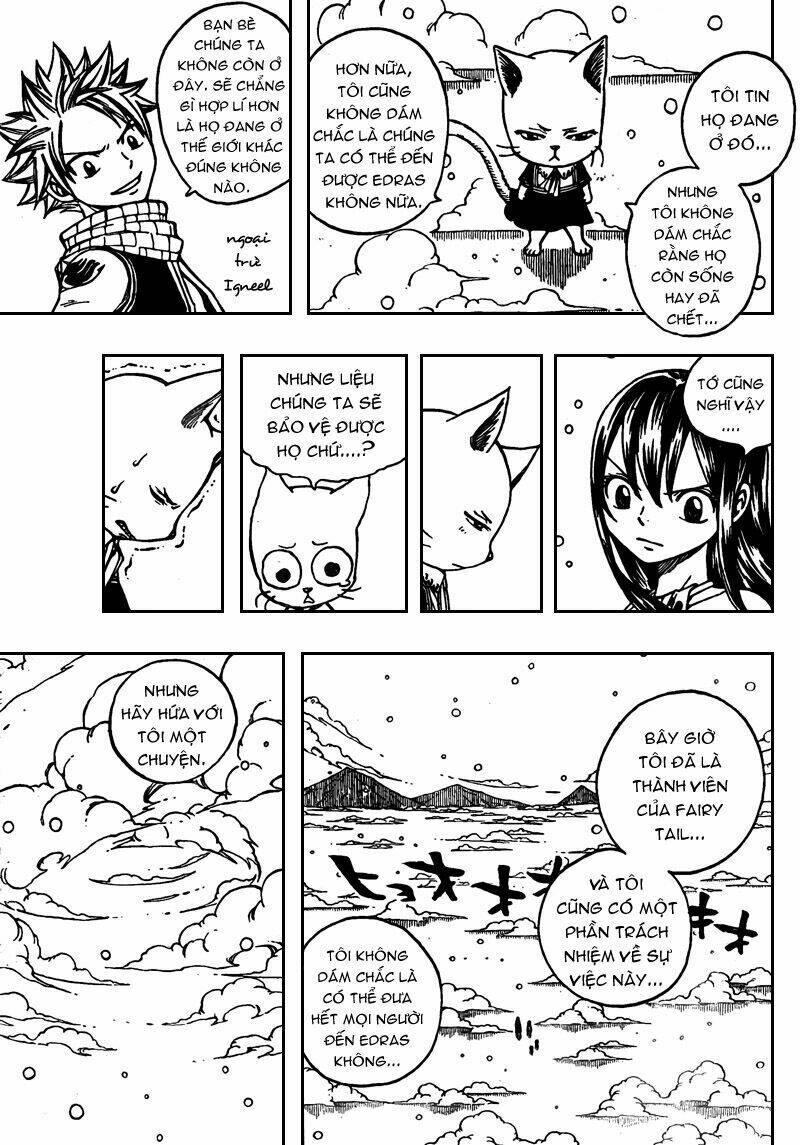 BẠN BÈ
CHÚNG TA
KHÔNG CÒN Ở
ĐÂY. SẼ CHẲNG
GÌ HỢP LÍ HƠN
LÀ HỌ ĐANG Ở
THẾ GIỚI KHÁC
ĐÚNG KHÔNG
NÀO.
ngoại
trừ
Igneel
HƠN NỮA,
TÔI CŨNG
KHÔNG DÁM
CHẮC LÀ CHÚNG
TA CÓ THỂ ĐẾN
ĐƯỢC EDRAS
KHÔNG NỮA.
TÔI TIN
HỌ ĐANG
Ở ĐÓ...
NHƯNG
TÔI KHÔNG
DÁM CHẮC
RẰNG HỌ
CÒN SỐNG
HAY ĐÃ
CHẾT...
NHƯNG LIỆU
CHÚNG TA SẼ
BẢO VỆ ĐƯỢC
HỌ CHỨ....?
TỚ CŨNG
NGHĨ VẬY
....
NHƯNG
HÃY HỨA VỚI
TÔI MỘT
CHUYỆN.
BÂY GIỜ
TÔI ĐÃ LÀ
THÀNH VIÊN
CỦA FAIRY
TAIL...
VÀ TÔI
CŨNG CÓ MỘT
PHẦN TRÁCH
NHIỆM VỀ SỰ
VIỆC NÀY...
TÔI KHÔNG
DÁM CHẮC LÀ
CÓ THỂ ĐƯA
HẾT MỌI NGƯỜI
ĐẾN EDRAS
KHÔNG...